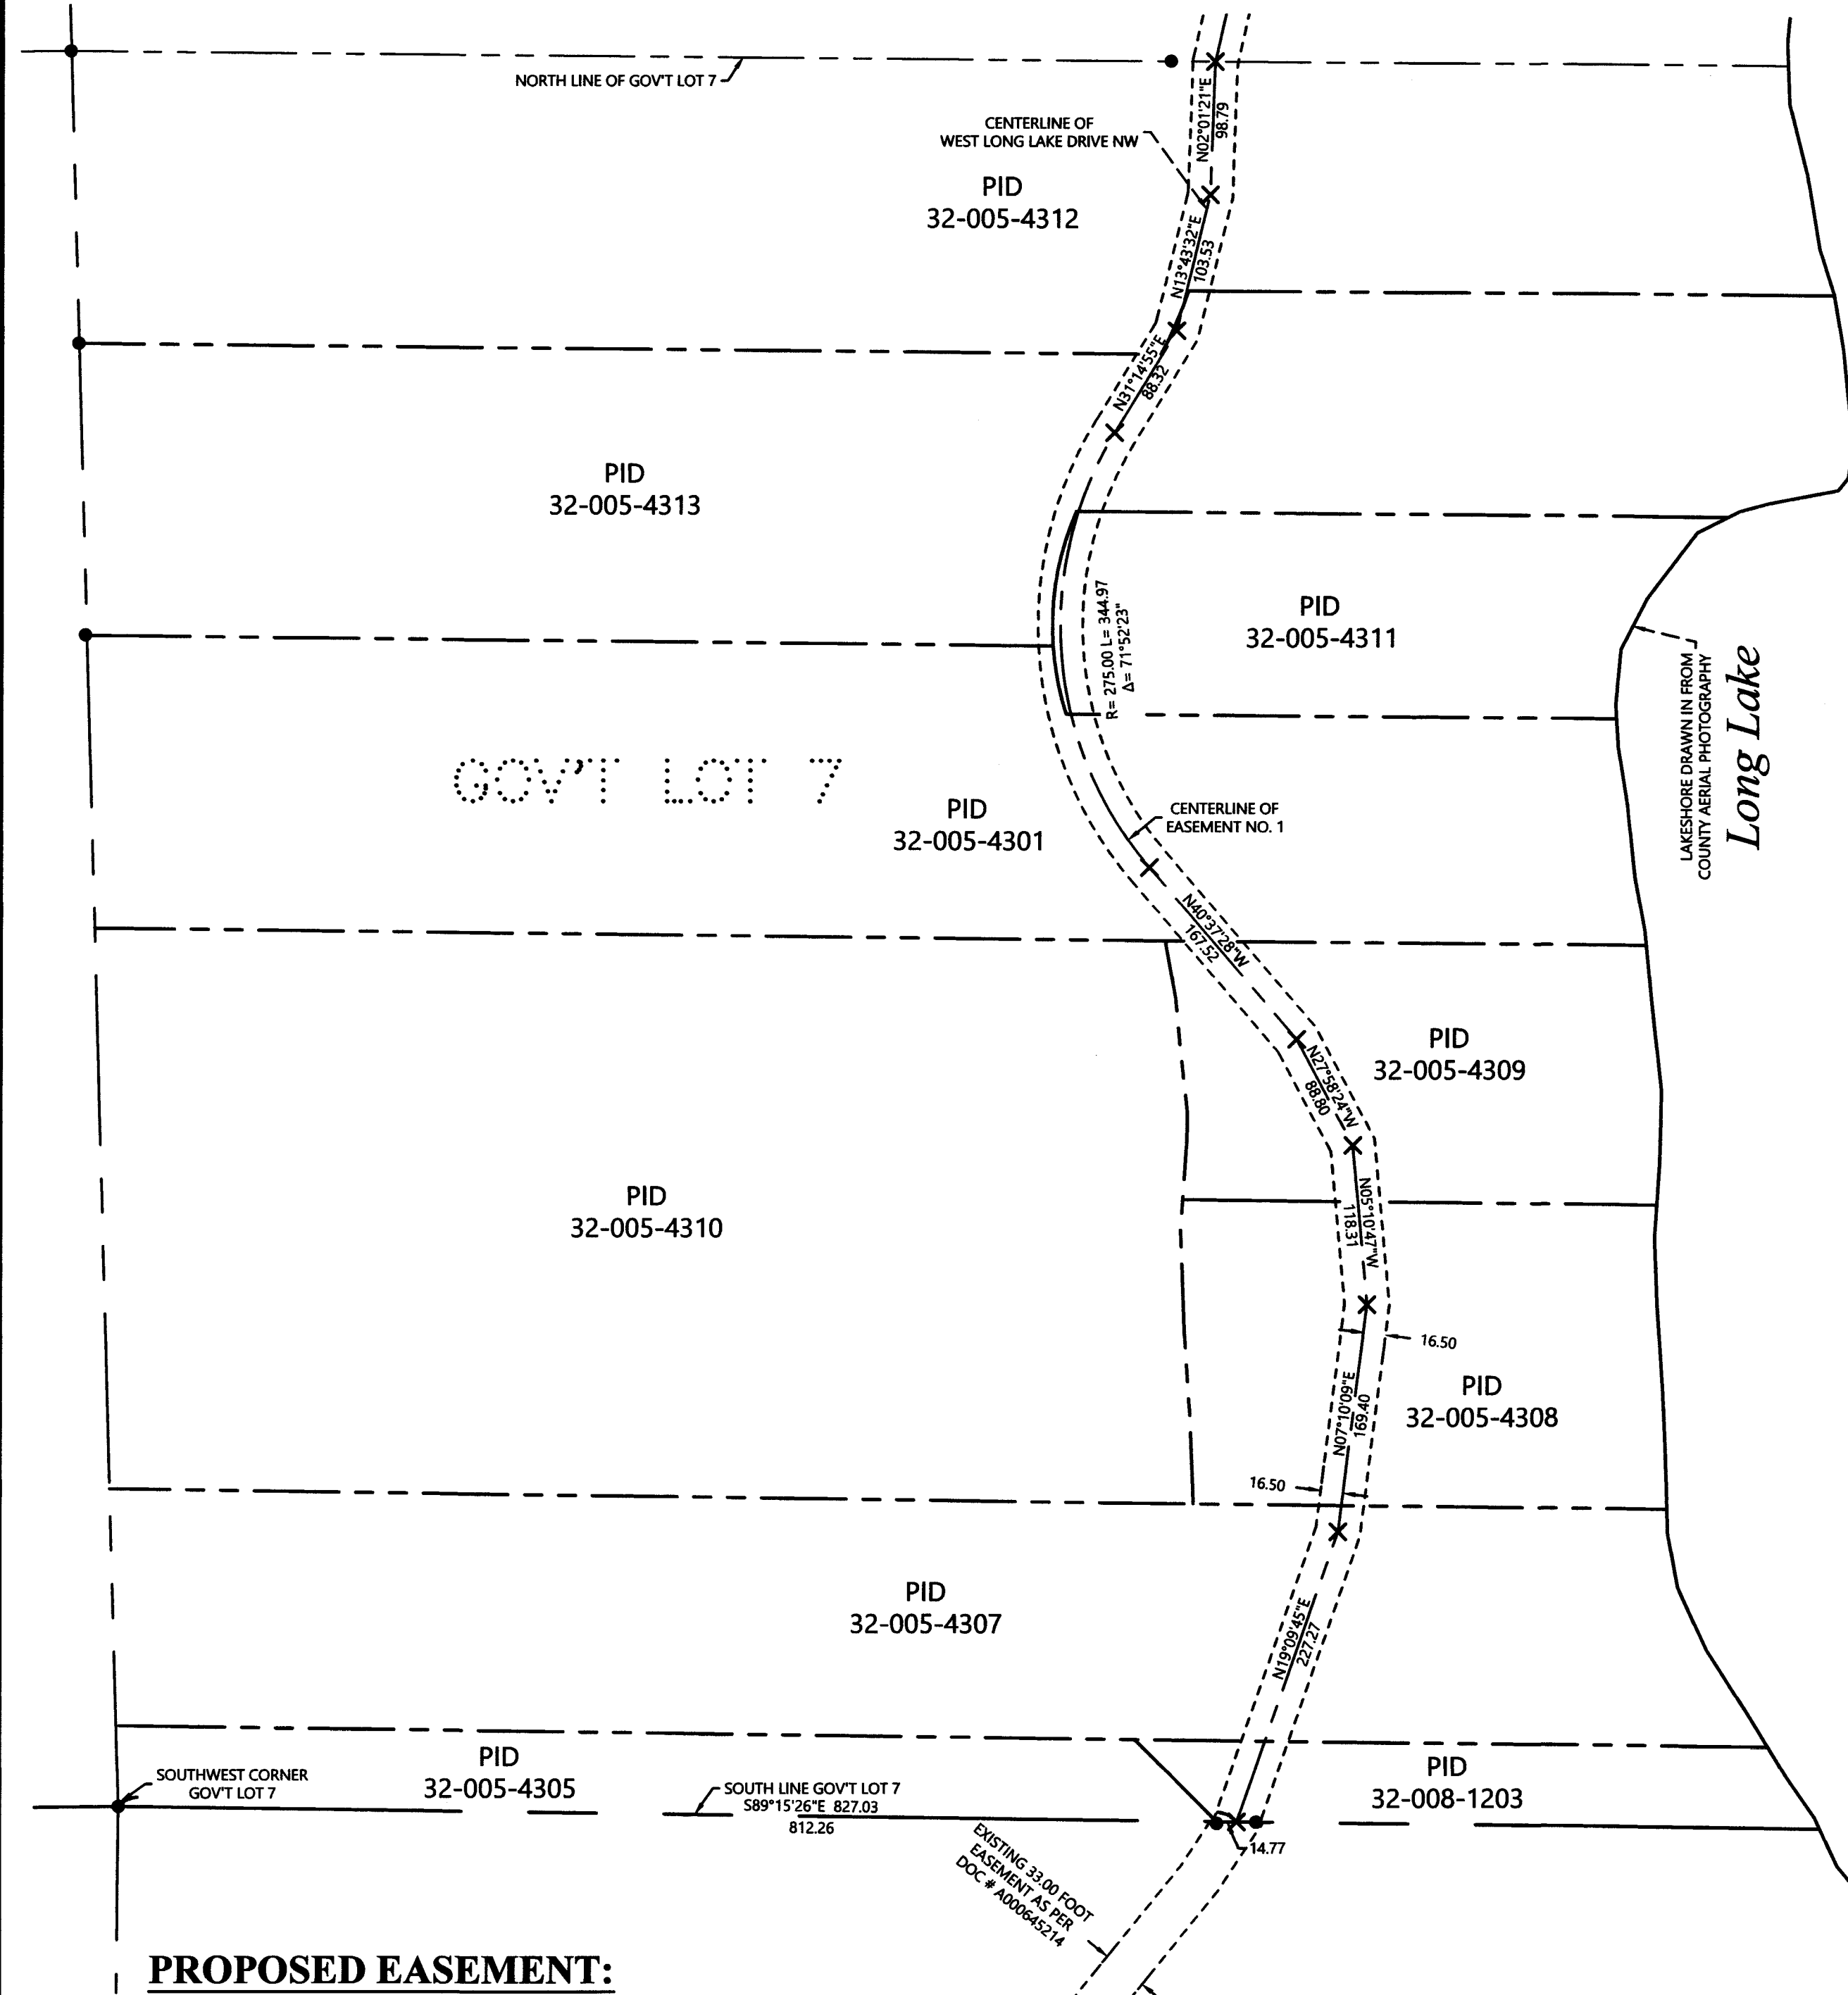 NORTH LINE OF GOV'T LOT 7
N02°01'21"E
98.79
CENTERLINE OF
WEST LONG LAKE DRIVE NW
PID
32-005-4312
N13°43'32"E
103.53
N31°14'55"E
88.32
PID
32-005-4313
R= 275.00 L= 344.97
Δ= 71°52'23"
PID
32-005-4311
LAKESHORE DRAWN IN FROM
COUNTY AERIAL PHOTOGRAPHY
Long Lake
GOV'T LOT 7
PID
32-005-4301
CENTERLINE OF
EASEMENT NO. 1
N40°37'28"W
167.52
N27°58'24"W
88.80
PID
32-005-4309
N05°10'47"W
118.31
PID
32-005-4310
16.50
N07°10'09"E
169.40
PID
32-005-4308
16.50
PID
32-005-4307
N19°09'45"E
227.27
SOUTHWEST CORNER
GOV'T LOT 7
PID
32-005-4305
SOUTH LINE GOV'T LOT 7
S89°15'26"E 827.03
812.26
PID
32-008-1203
14.77
EXISTING 33.00 FOOT
EASEMENT AS PER
DOC # A000645214
PROPOSED EASEMENT: